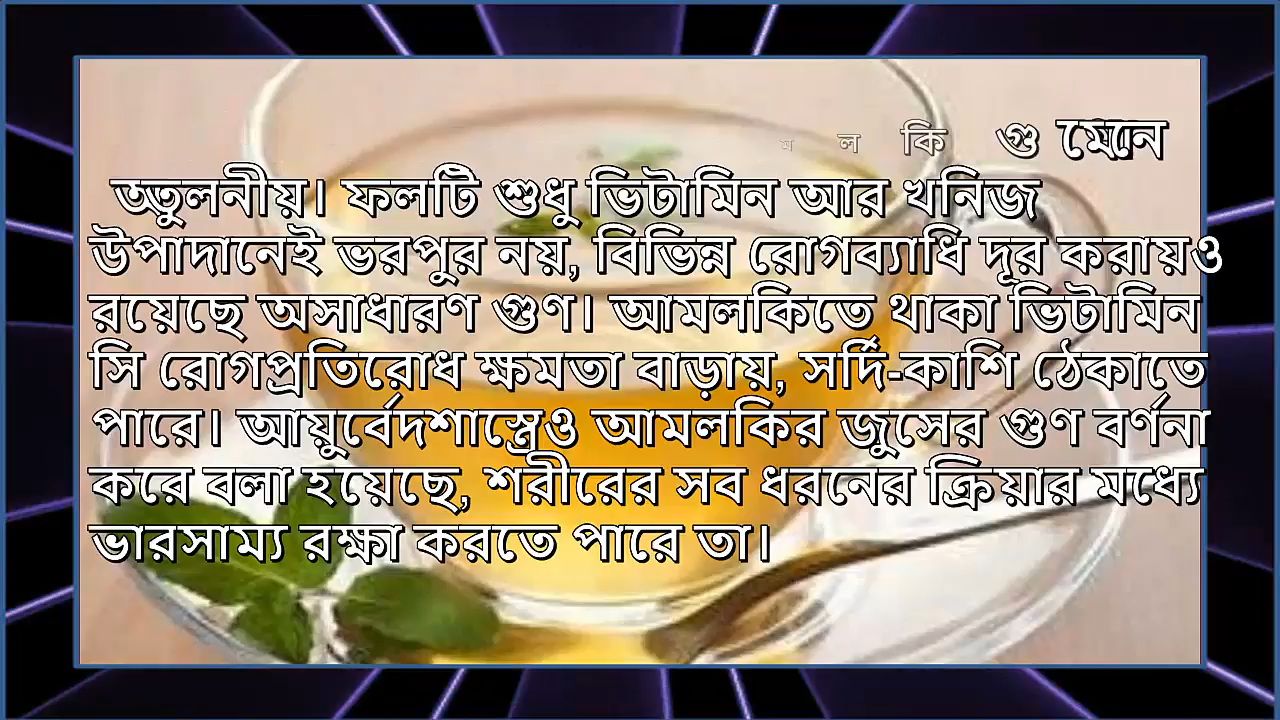 ম ল কি গু
অতুলনীয়। ফলটি শুধু ভিটামিন আর খনিজ
উপাদানেই ভরপুর নয়, বিভিন্ন রোগব্যাধি দূর করায়ও
রয়েছে অসাধারণ গুণ। আমলকিতে থাকা ভিটামিন
সি রোগপ্রতিরোধ ক্ষমতা বাড়ায়, সর্দি-কাশি ঠেকাতে
পারে। আয়ুর্বেদশাস্ত্রেও আমলকির জুসের গুণ বর্ণনা
করে বলা হয়েছে, শরীরের সব ধরনের ক্রিয়ার মধ্যে
ভারসাম্য রক্ষা করতে পারে তা।